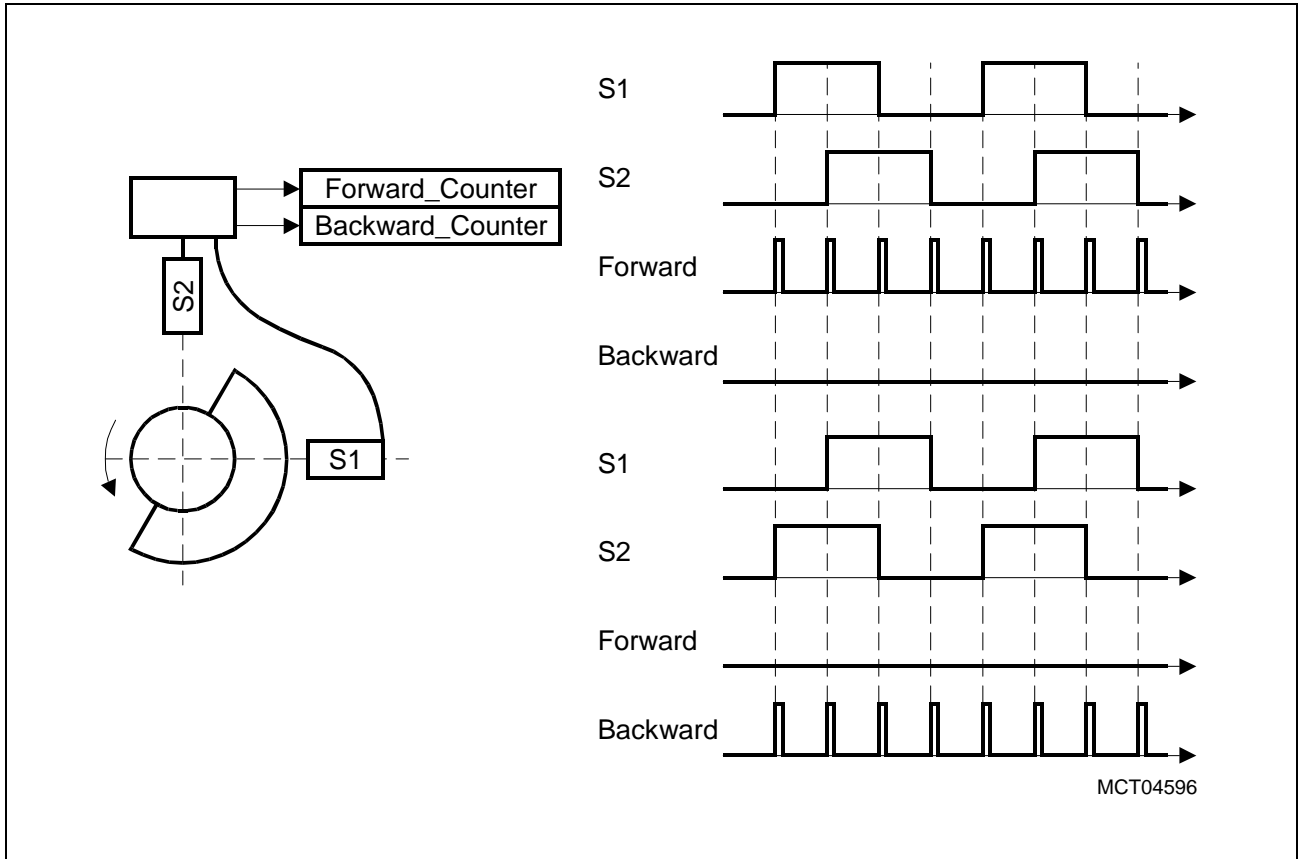 Forward_Counter
Backward_Counter
S2
S1
S1
S2
Forward
Backward
S1
S2
Forward
Backward
MCT04596